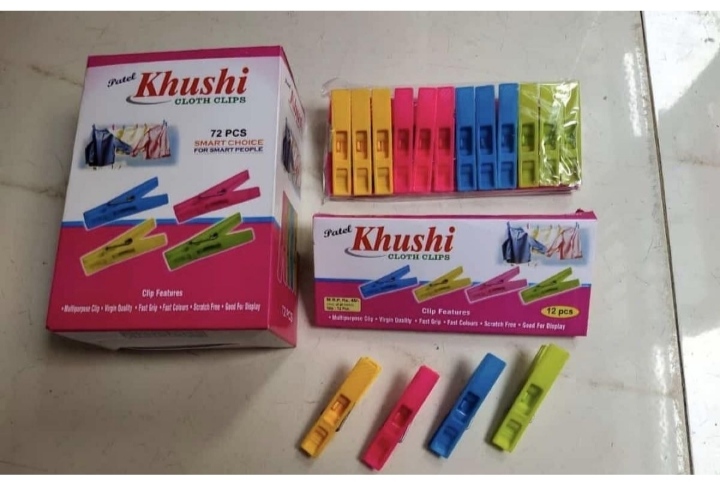 Patel
Khushi
CLOTH CLIPS
72 PCS
SMART CHOICE
FOR SMART PEOPLE
Clip Features
• Multipurpose Clip • Virgin Quality • Fast Grip • Fast Colours • Scratch Free • Good For Display
72 PCS
Patel
Khushi
CLOTH CLIPS
Clip Features
12 pcs
• Multipurpose Clip • Virgin Quality • Fast Grip • Fast Colours • Scratch Free • Good For Display